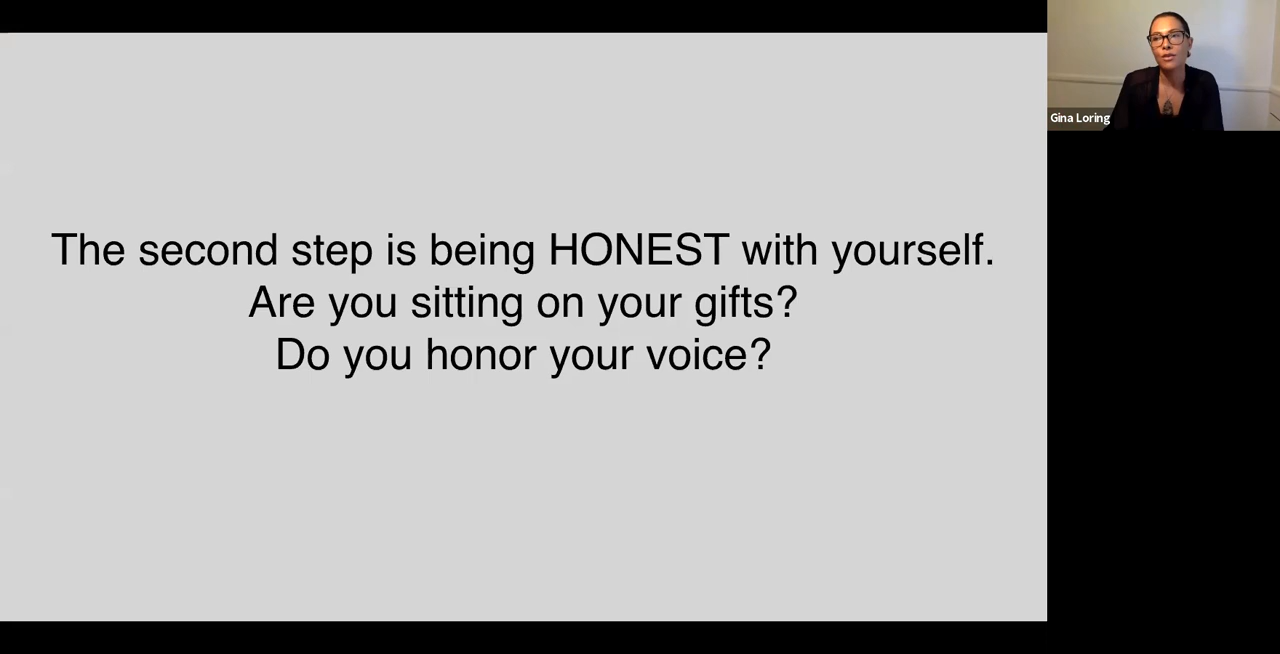 The second step is being HONEST with yourself.
Are you sitting on your gifts?
Do you honor your voice?
Gina Loring